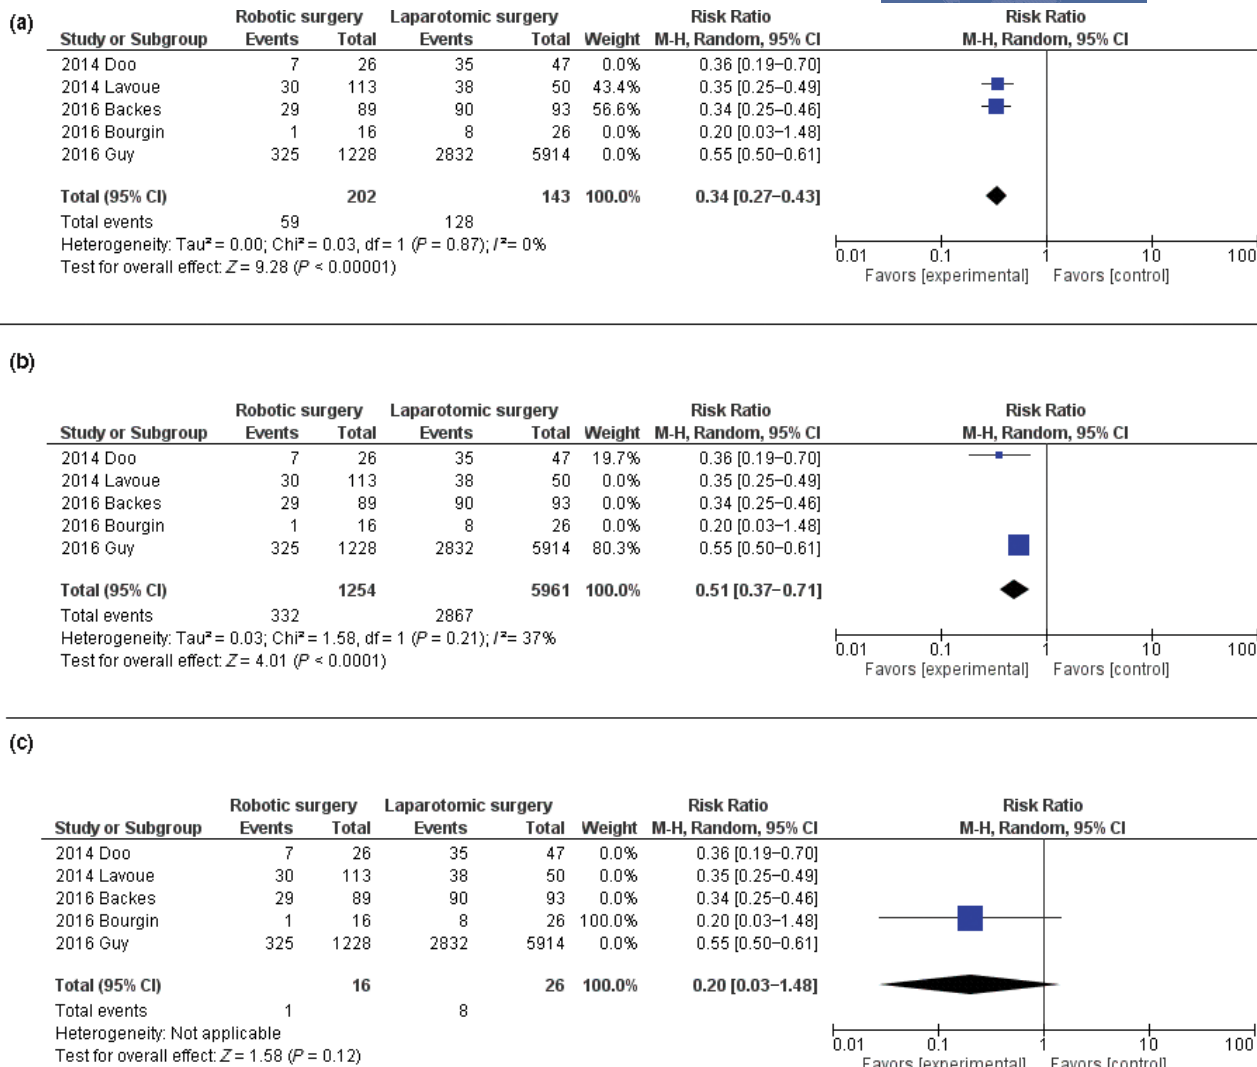 (a)
Robotic surgery Laparotomic surgery Risk Ratio Risk Ratio
Study or Subgroup Events Total Events Total Weight M-H, Random, 95% CI M-H, Random, 95% CI
2014 Doo 7 26 35 47 0.0% 0.36 [0.19–0.70]
2014 Lavoue 30 113 38 50 43.4% 0.35 [0.25–0.49]
2016 Backes 29 89 90 93 56.6% 0.34 [0.25–0.46]
2016 Bourgin 1 16 8 26 0.0% 0.20 [0.03–1.48]
2016 Guy 325 1228 2832 5914 0.0% 0.55 [0.50–0.61]
Total (95% CI) 202 143 100.0% 0.34 [0.27–0.43]
Total events 59 128
Heterogeneity: Tau² = 0.00; Chi² = 0.03, df = 1 (P = 0.87); I² = 0%
Test for overall effect: Z = 9.28 (P < 0.00001)
0.01 0.1 1 10 100
Favors [experimental] Favors [control]
(b)
Robotic surgery Laparotomic surgery Risk Ratio Risk Ratio
Study or Subgroup Events Total Events Total Weight M-H, Random, 95% CI M-H, Random, 95% CI
2014 Doo 7 26 35 47 19.7% 0.36 [0.19–0.70]
2014 Lavoue 30 113 38 50 0.0% 0.35 [0.25–0.49]
2016 Backes 29 89 90 93 0.0% 0.34 [0.25–0.46]
2016 Bourgin 1 16 8 26 0.0% 0.20 [0.03–1.48]
2016 Guy 325 1228 2832 5914 80.3% 0.55 [0.50–0.61]
Total (95% CI) 1254 5961 100.0% 0.51 [0.37–0.71]
Total events 332 2867
Heterogeneity: Tau² = 0.03; Chi² = 1.58, df = 1 (P = 0.21); I² = 37%
Test for overall effect: Z = 4.01 (P < 0.0001)
0.01 0.1 1 10 100
Favors [experimental] Favors [control]
(c)
Robotic surgery Laparotomic surgery Risk Ratio Risk Ratio
Study or Subgroup Events Total Events Total Weight M-H, Random, 95% CI M-H, Random, 95% CI
2014 Doo 7 26 35 47 0.0% 0.36 [0.19–0.70]
2014 Lavoue 30 113 38 50 0.0% 0.35 [0.25–0.49]
2016 Backes 29 89 90 93 0.0% 0.34 [0.25–0.46]
2016 Bourgin 1 16 8 26 100.0% 0.20 [0.03–1.48]
2016 Guy 325 1228 2832 5914 0.0% 0.55 [0.50–0.61]
Total (95% CI) 16 26 100.0% 0.20 [0.03–1.48]
Total events 1 8
Heterogeneity: Not applicable
Test for overall effect: Z = 1.58 (P = 0.12)
0.01 0.1 1 10 100
Favors [experimental] Favors [control]